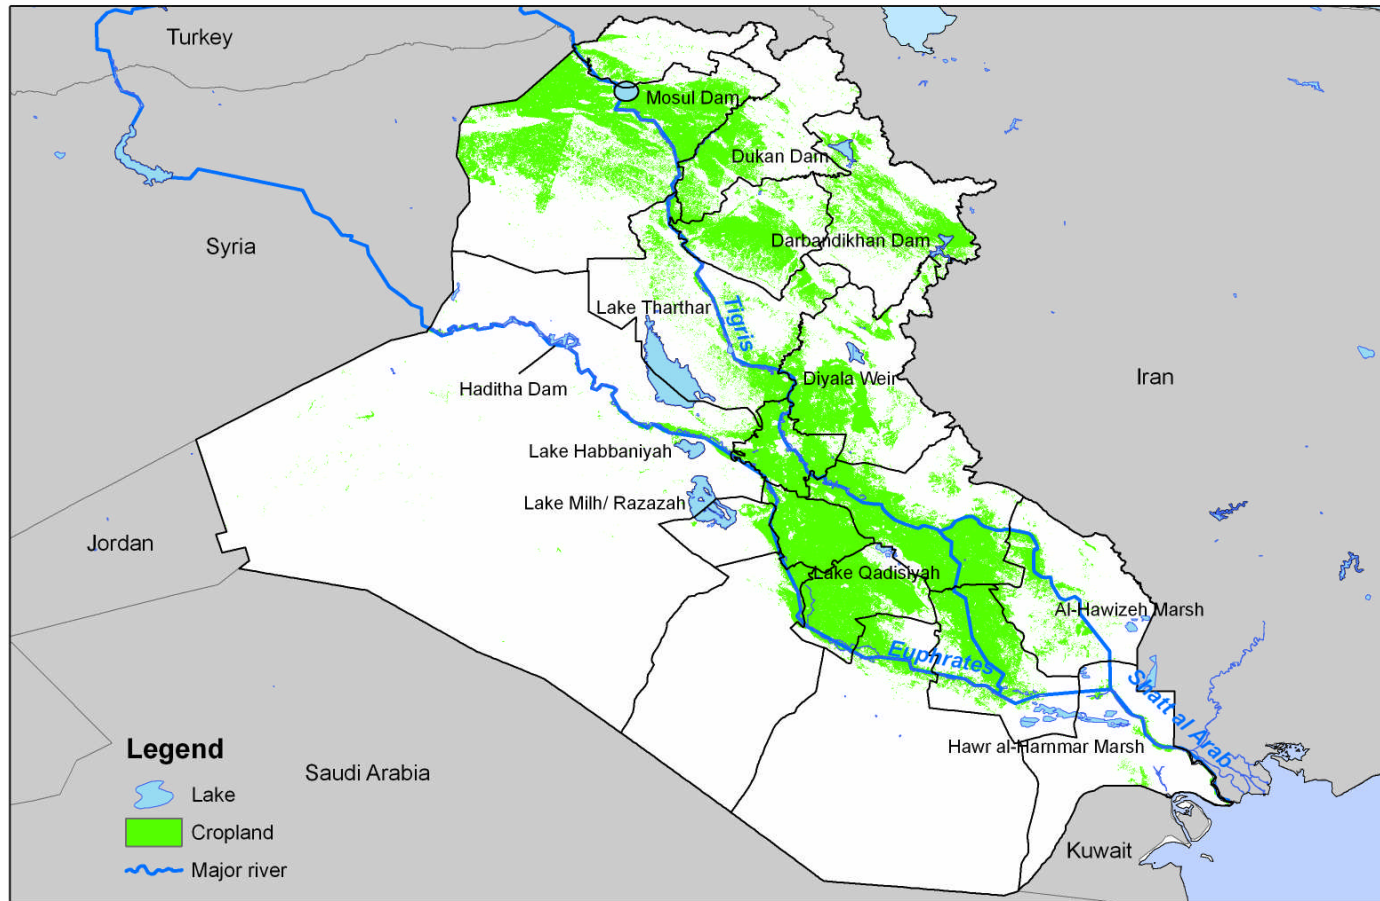 Turkey
Mosul Dam
Dukan Dam
Syria
Darbandikhan Dam
Lake Tharthar
Tigris
Iran
Haditha Dam
Diyala Weir
Lake Habbaniyah
Lake Milh/ Razazah
Jordan
Lake Qadisiyah
Al-Hawizeh Marsh
Euphrates
Shatt al Arab
Hawr al-Hammar Marsh
Legend
Saudi Arabia
Lake
Cropland
Kuwait
Major river